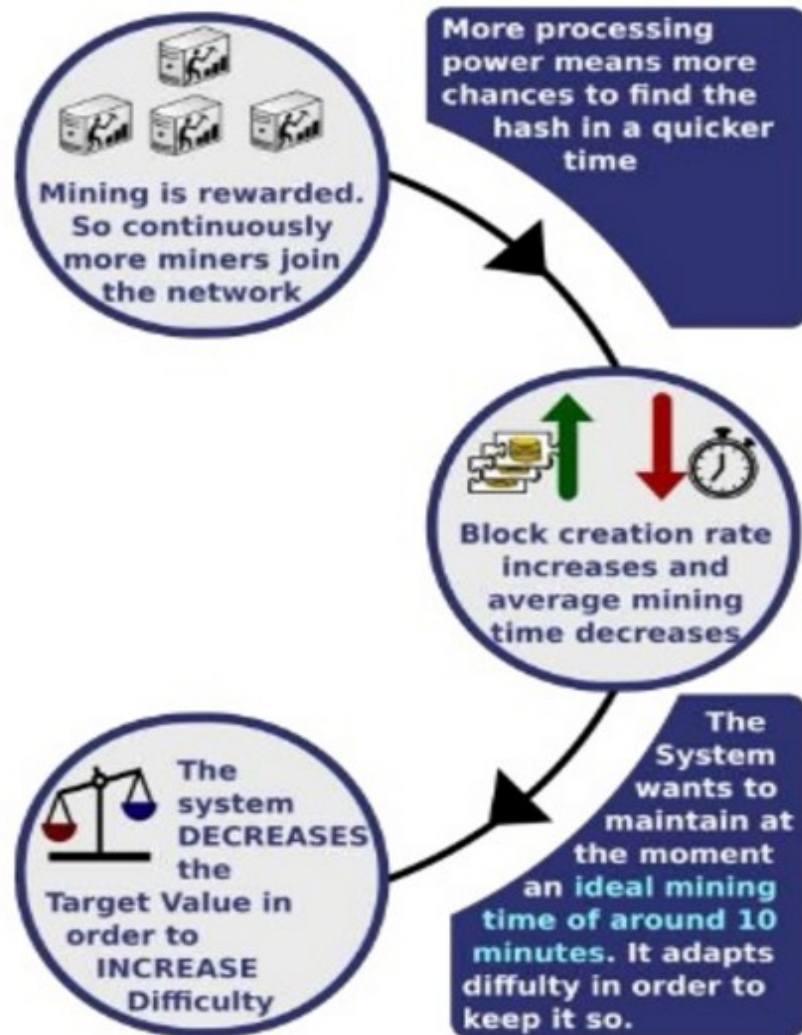 Mining is rewarded.
So continuously
more miners join
the network
More processing
power means more
chances to find the
hash in a quicker
time
Block creation rate
increases and
average mining
time decreases
The
System
wants to
maintain at
the moment
an ideal mining
time of around 10
minutes. It adapts
diffulty in order to
keep it so.
The
system
DECREASES
the
Target Value in
order to
INCREASE
Difficulty